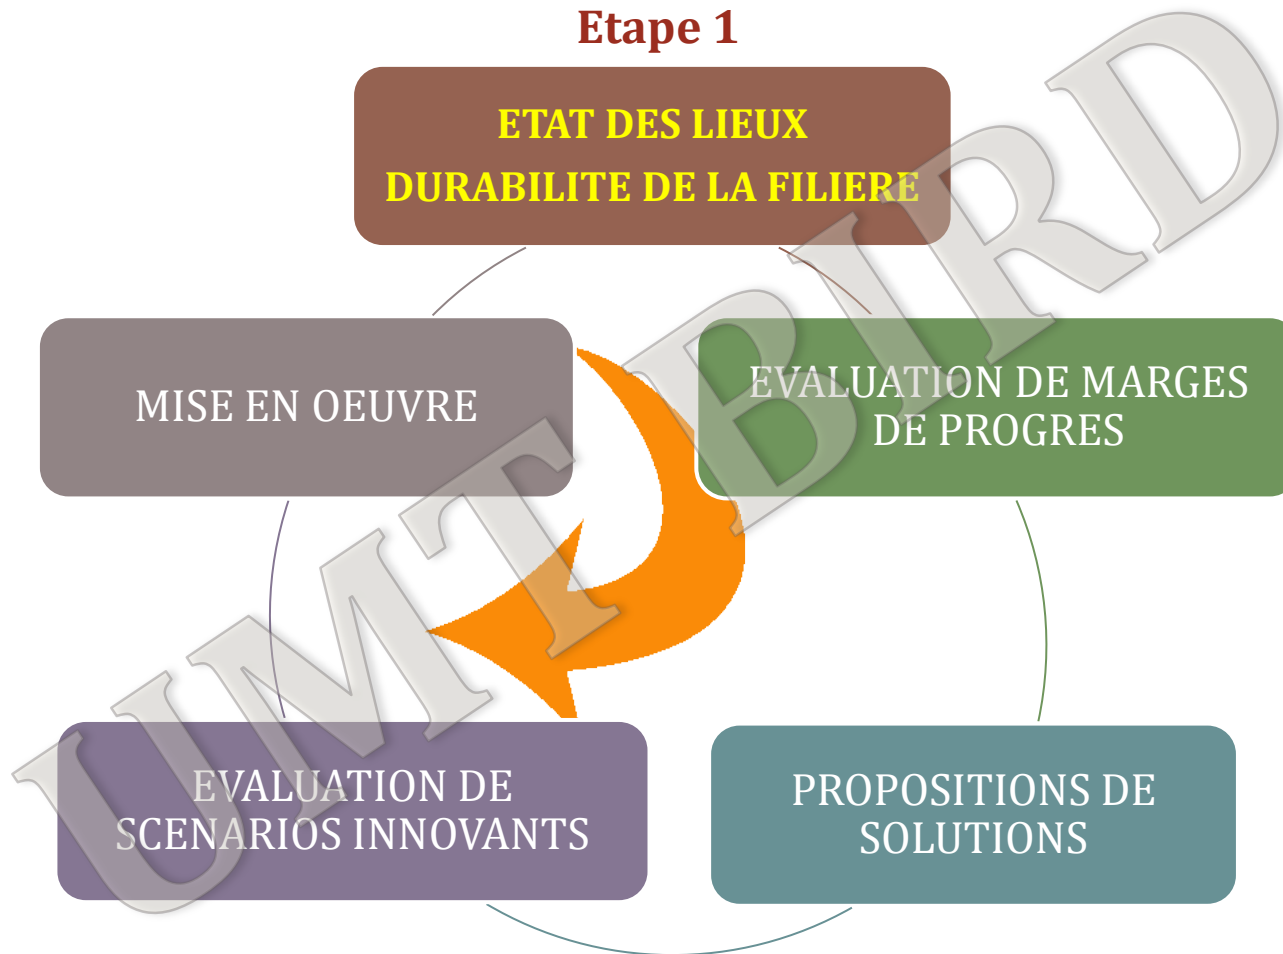 Etape 1
ETAT DES LIEUX
DURABILITE DE LA FILIERE
MISE EN OEUVRE
EVALUATION DE MARGES
DE PROGRES
EVALUATION DE
SCENARIOS INNOVANTS
PROPOSITIONS DE
SOLUTIONS
UMT BIRD